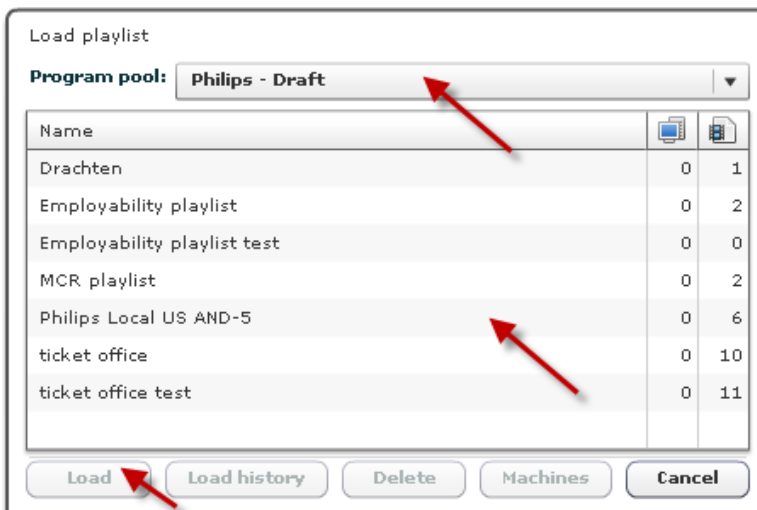 Load playlist
Program pool: Philips - Draft
Name
Drachten 0 1
Employability playlist 0 2
Employability playlist test 0 0
MCR playlist 0 2
Philips Local US AND-5 0 6
ticket office 0 10
ticket office test 0 11
Load Load history Delete Machines Cancel